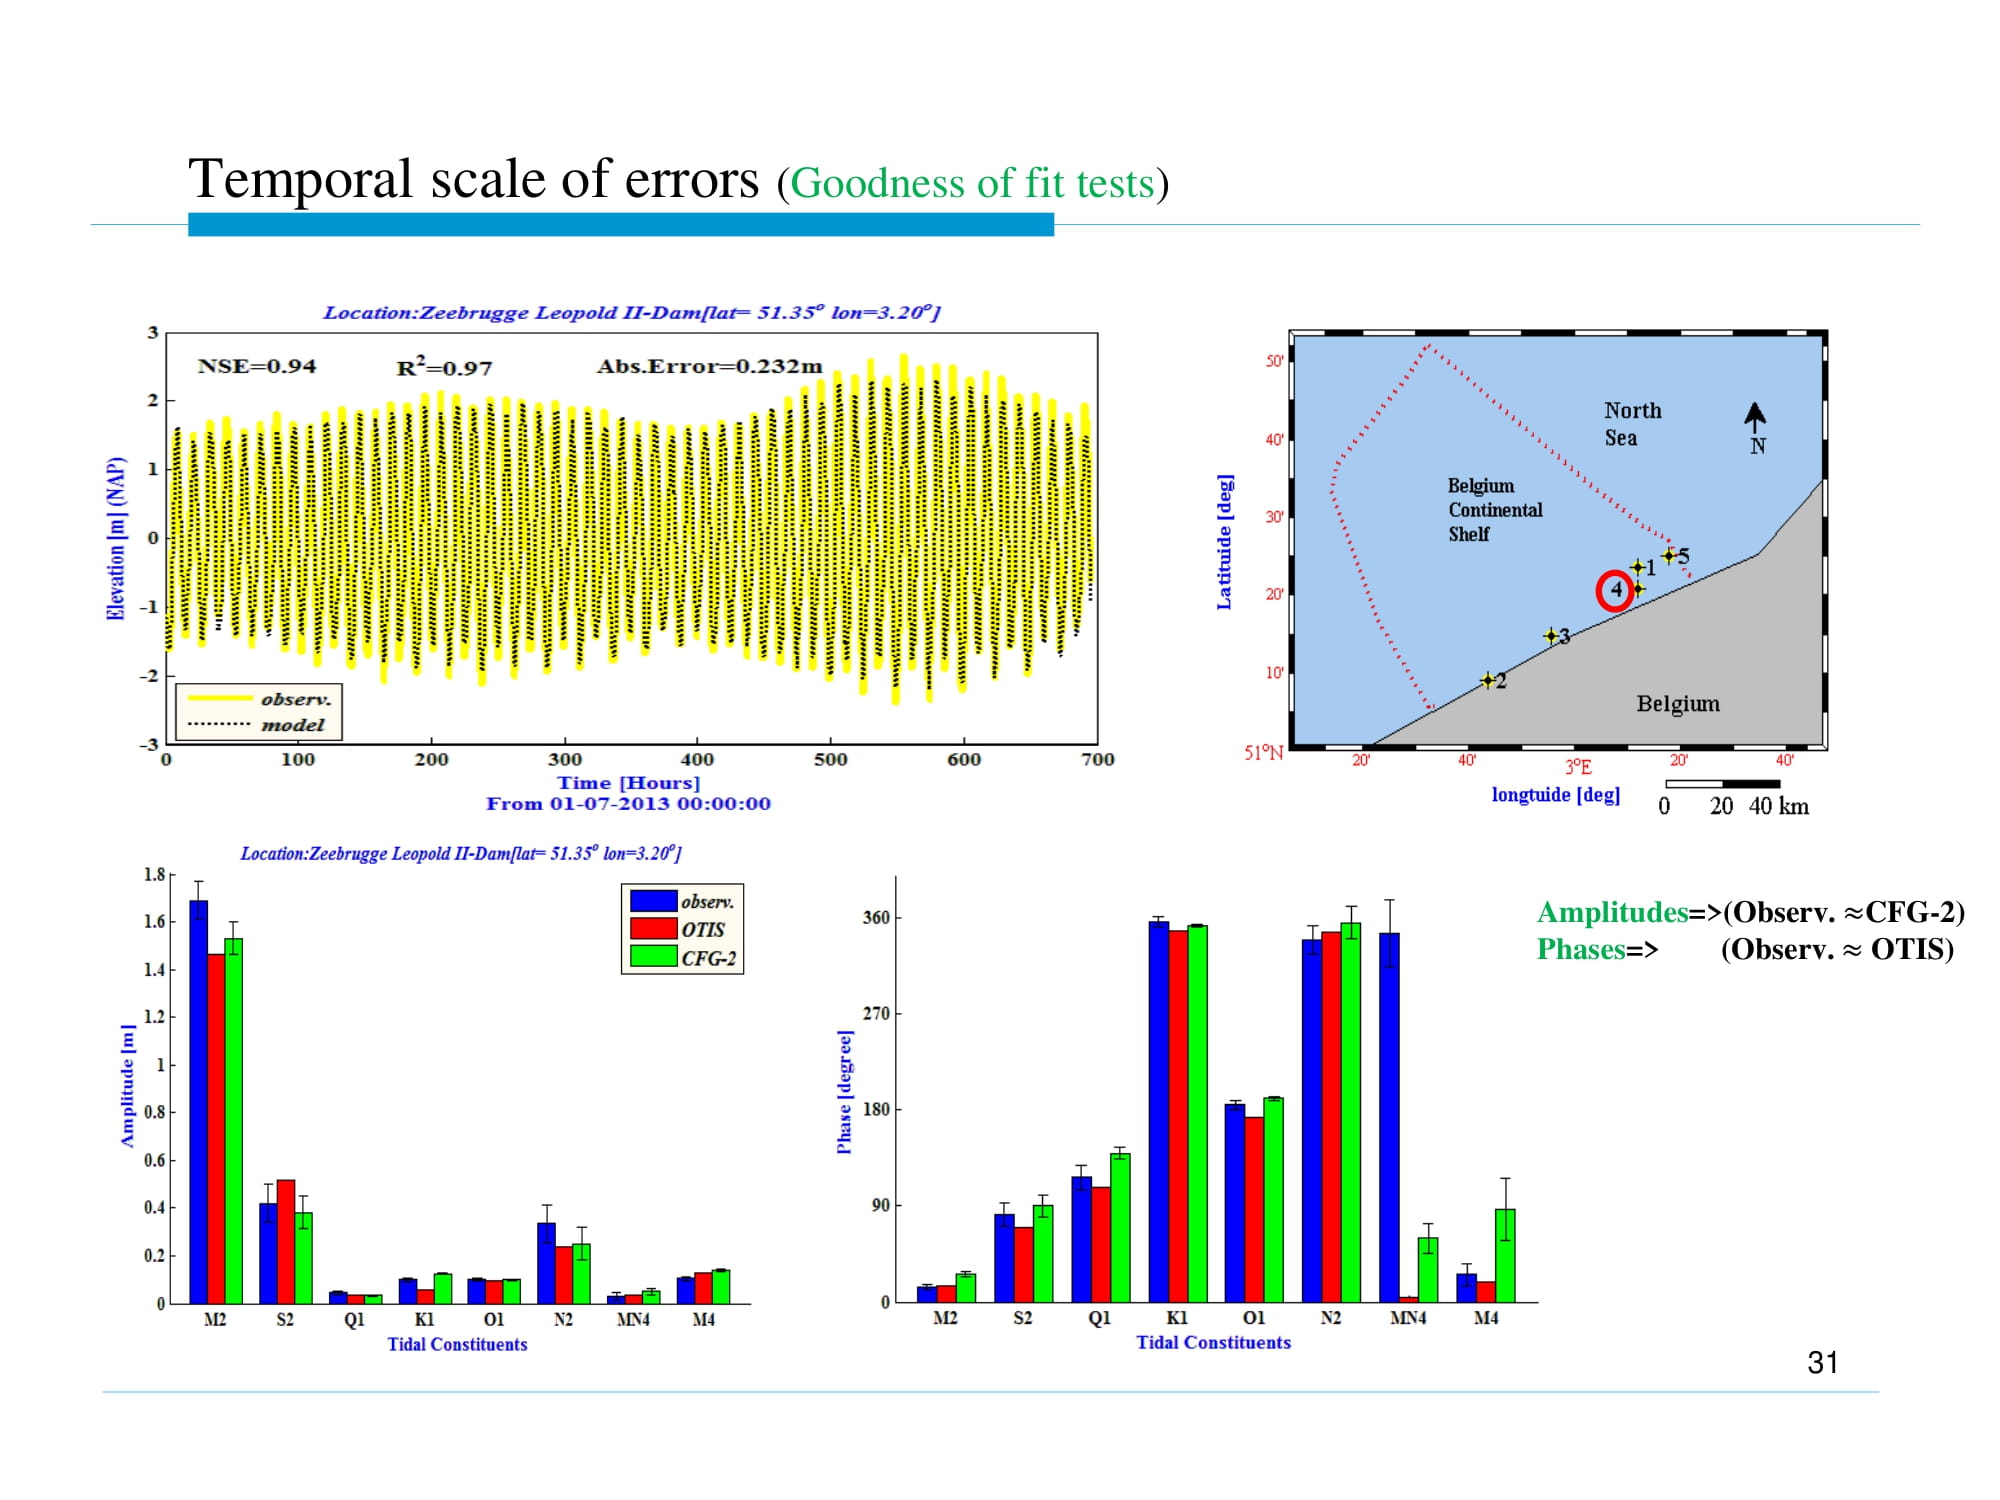 Temporal scale of errors (Goodness of fit tests)
Location:Zeebrugge Leopold II-Dam[lat= 51.35° lon=3.20°]
NSE=0.94 R²=0.97 Abs.Error=0.232m
3
2
1
0
-1
-2
-3
Elevation [m] (NAP)
observ.
model
0 100 200 300 400 500 600 700
Time [Hours]
From 01-07-2013 00:00:00
50'
40'
30'
20'
10'
51°N
Latituide [deg]
North
Sea
N
Belgium
Continental
Shelf
5
1
4
3
2
Belgium
20' 40' 3°E 20' 40'
longtuide [deg]
0 20 40 km
Location:Zeebrugge Leopold II-Dam[lat= 51.35° lon=3.20°]
1.8
1.6
1.4
1.2
1
0.8
0.6
0.4
0.2
0
Amplitude [m]
observ.
OTIS
CFG-2
M2 S2 Q1 K1 O1 N2 MN4 M4
Tidal Constituents
360
270
180
90
0
Phase [degree]
M2 S2 Q1 K1 O1 N2 MN4 M4
Tidal Constituents
Amplitudes=>(Observ. ≈CFG-2)
Phases=> (Observ. ≈ OTIS)
31